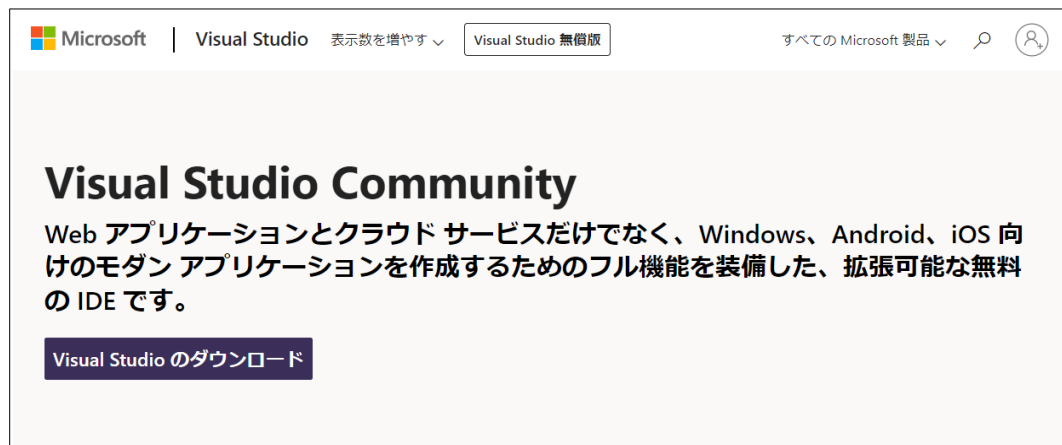 Microsoft Visual Studio 表示数を増やす Visual Studio 無償版 すべての Microsoft 製品
Visual Studio Community
Web アプリケーションとクラウド サービスだけでなく、Windows、Android、iOS 向
けのモダン アプリケーションを作成するためのフル機能を装備した、拡張可能な無料
の IDE です。
Visual Studio のダウンロード